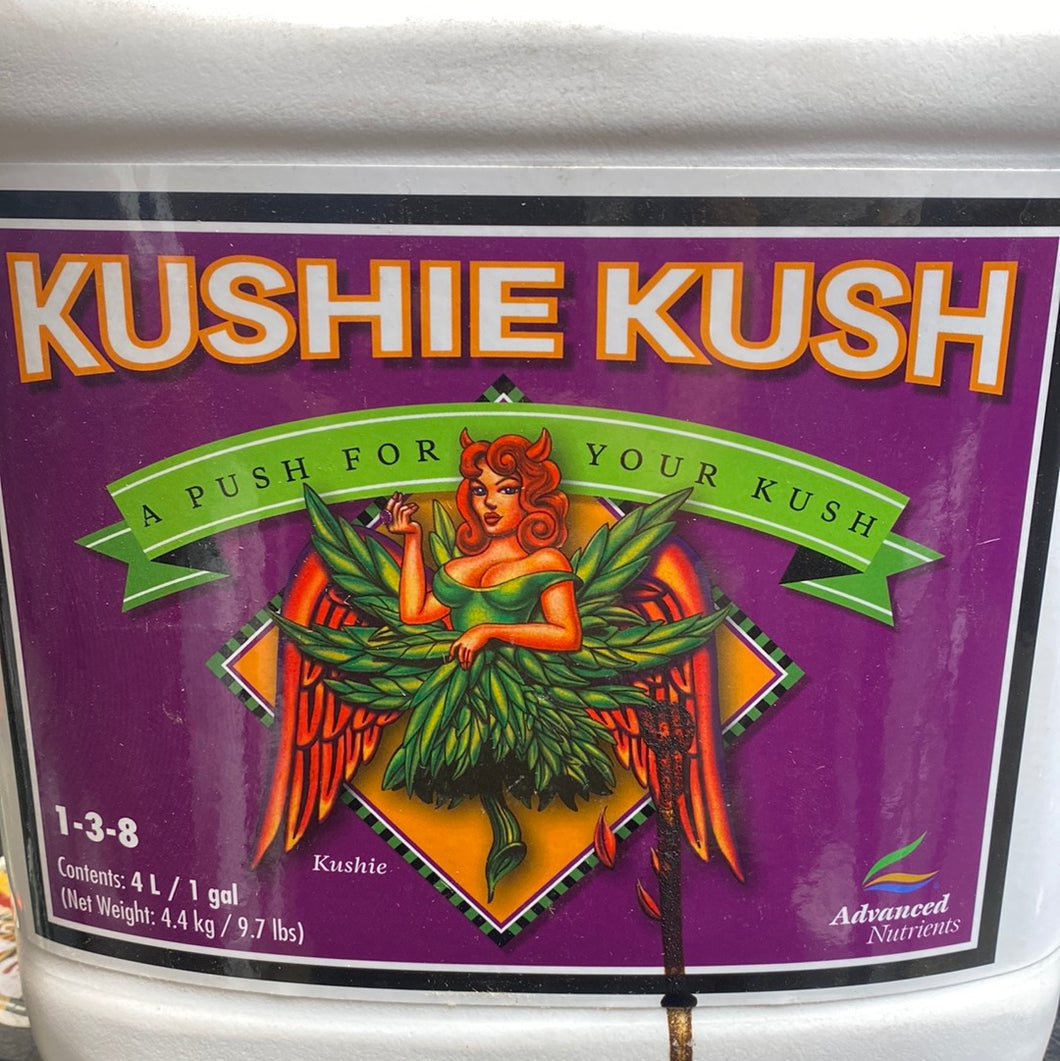 KUSHIE KUSH
A PUSH FOR YOUR KUSH
1-3-8
Contents: 4 L / 1 gal
(Net Weight: 4.4 kg / 9.7 lbs)
Kushie
Advanced
Nutrients